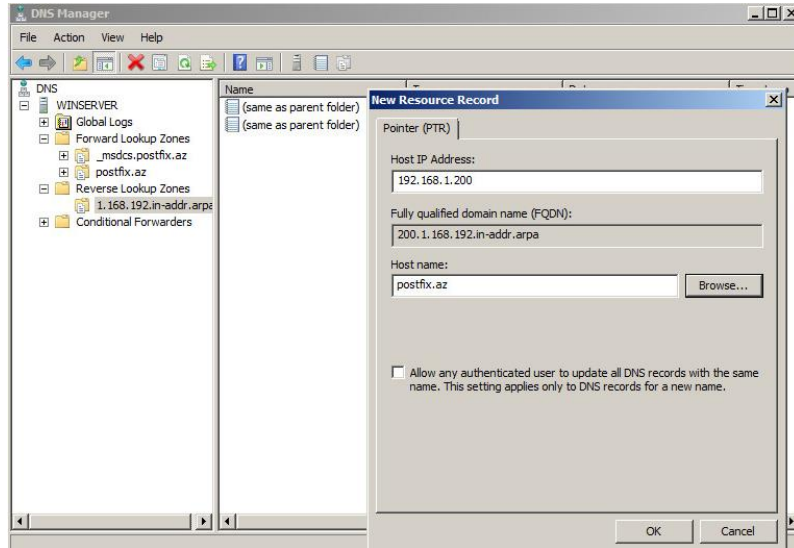 DNS Manager
File Action View Help
DNS
WINSERVER
Global Logs
Forward Lookup Zones
_msdcs.postfix.az
postfix.az
Reverse Lookup Zones
1.168.192.in-addr.arpa
Conditional Forwarders
Name
(same as parent folder)
(same as parent folder)
New Resource Record
Pointer (PTR)
Host IP Address:
192.168.1.200
Fully qualified domain name (FQDN):
200.1.168.192.in-addr.arpa
Host name:
postfix.az
Browse...
Allow any authenticated user to update all DNS records with the same
name. This setting applies only to DNS records for a new name.
OK Cancel